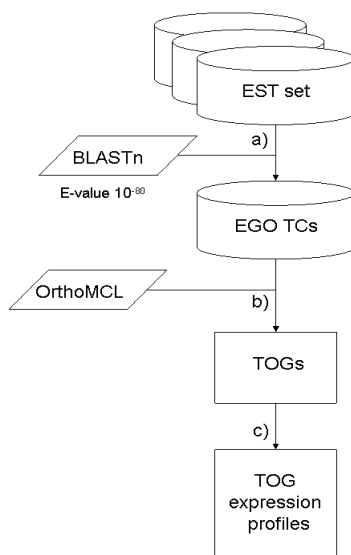 EST set
a)
BLASTn
E-value 10⁻⁸⁰
EGO TCs
OrthoMCL
b)
TOGs
c)
TOG
expression
profiles